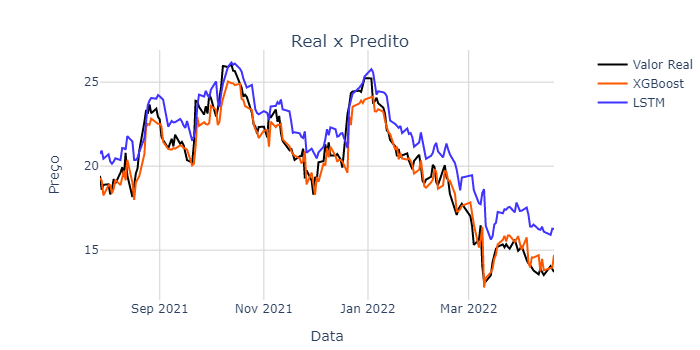 Real x Predito
Valor Real
XGBoost
LSTM
Preço
25
20
15
Sep 2021
Nov 2021
Jan 2022
Mar 2022
Data